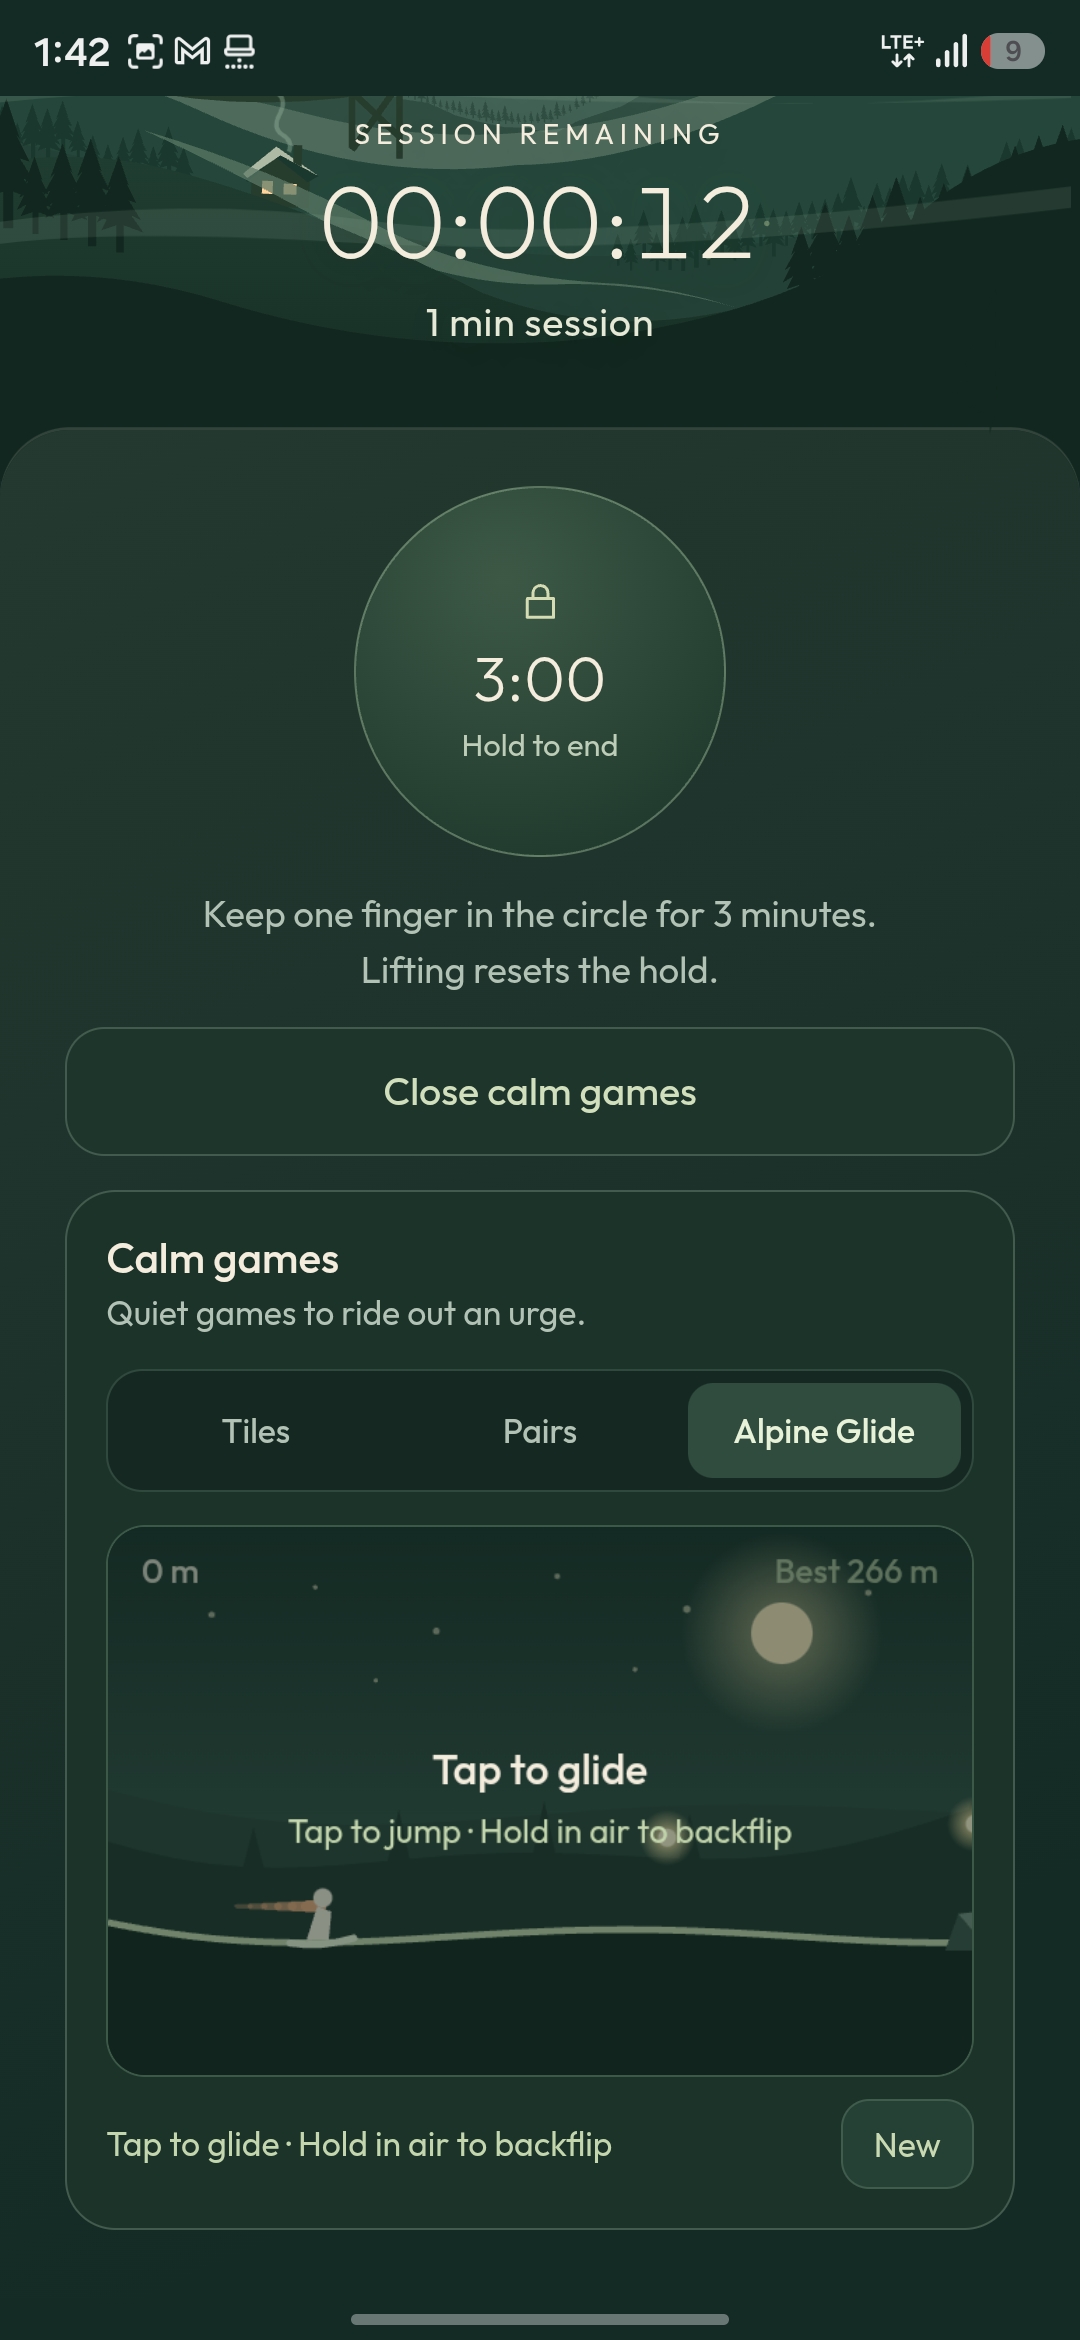 1:42
LTE+
9
SESSION REMAINING
00:00:12
1 min session
3:00
Hold to end
Keep one finger in the circle for 3 minutes.
Lifting resets the hold.
Close calm games
Calm games
Quiet games to ride out an urge.
Tiles
Pairs
Alpine Glide
0 m
Best 266 m
Tap to glide
Tap to jump · Hold in air to backflip
Tap to glide · Hold in air to backflip
New